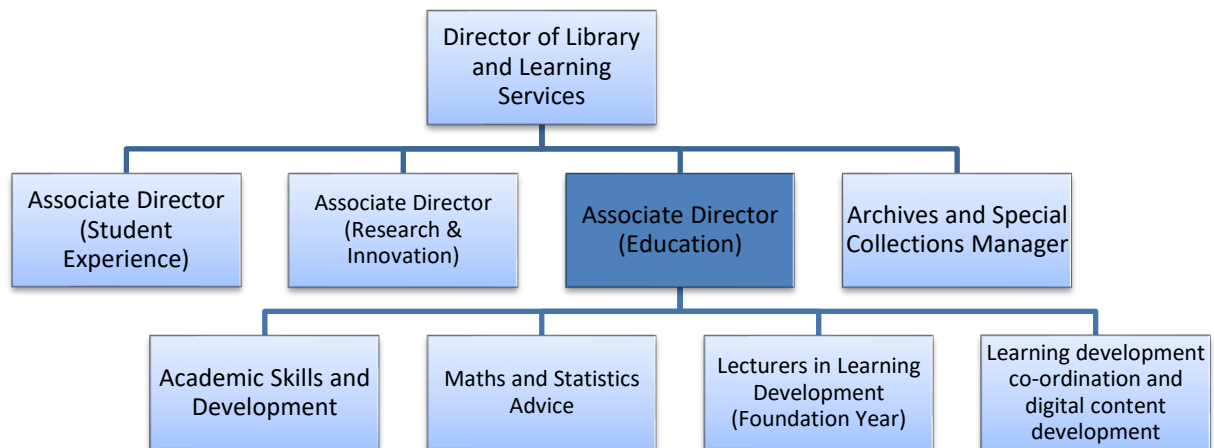 Director of Library
and Learning
Services
Associate Director
(Student
Experience)
Associate Director
(Research &
Innovation)
Associate Director
(Education)
Archives and Special
Collections Manager
Academic Skills and
Development
Maths and Statistics
Advice
Lecturers in Learning
Development
(Foundation Year)
Learning development
co-ordination and
digital content
development